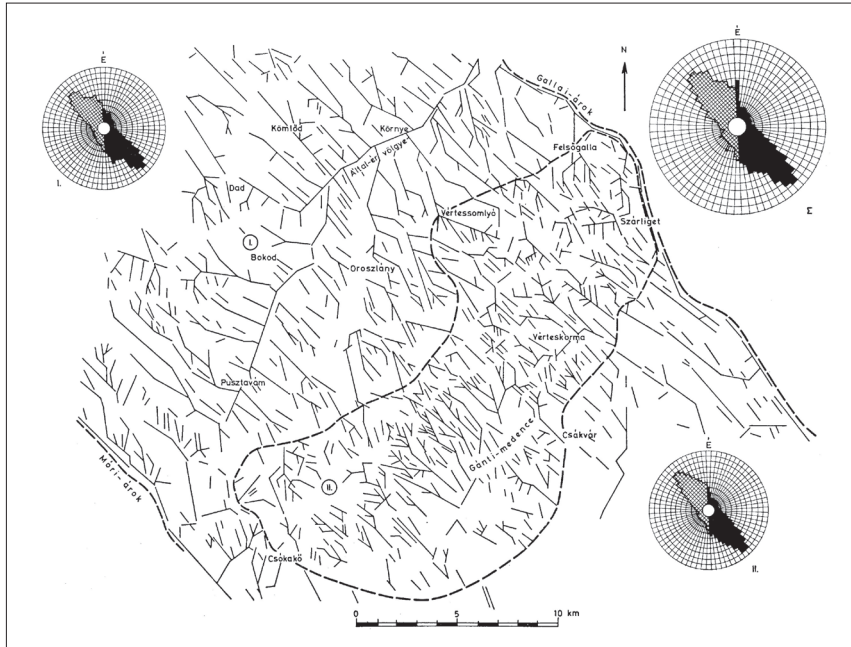 É
É
N
Gallai-árok
Kömlőd
Környe
Által-ér völgye
Felsőgalla
I.
Dad
Vértessomlyó
Szárliget
Σ
I.
Bokod
Oroszlány
Vérteskozma
Pusztavám
Csákvár
Gánti-medence
É
Móri-árok
II.
Csókakő
II.
0 5 10 km